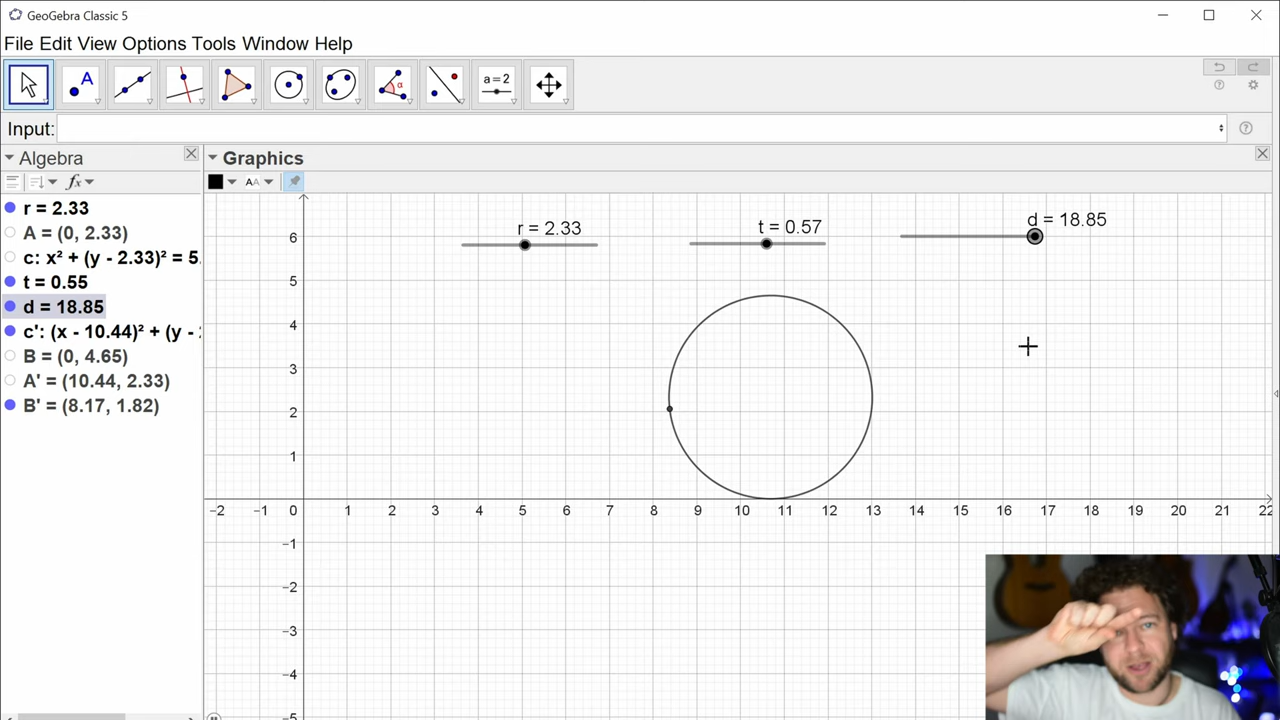 GeoGebra Classic 5
File Edit View Options Tools Window Help
A
α
a=2
Input:
Algebra
Graphics
fx
AA
r = 2.33
A = (0, 2.33)
c: x² + (y - 2.33)² = 5.
t = 0.55
d = 18.85
c': (x - 10.44)² + (y -
B = (0, 4.65)
A' = (10.44, 2.33)
B' = (8.17, 1.82)
r = 2.33
t = 0.57
d = 18.85
6
5
4
3
2
1
−2 −1 0 1 2 3 4 5 6 7 8 9 10 11 12 13 14 15 16 17 18 19 20 21 22
−1
−2
−3
−4
−5